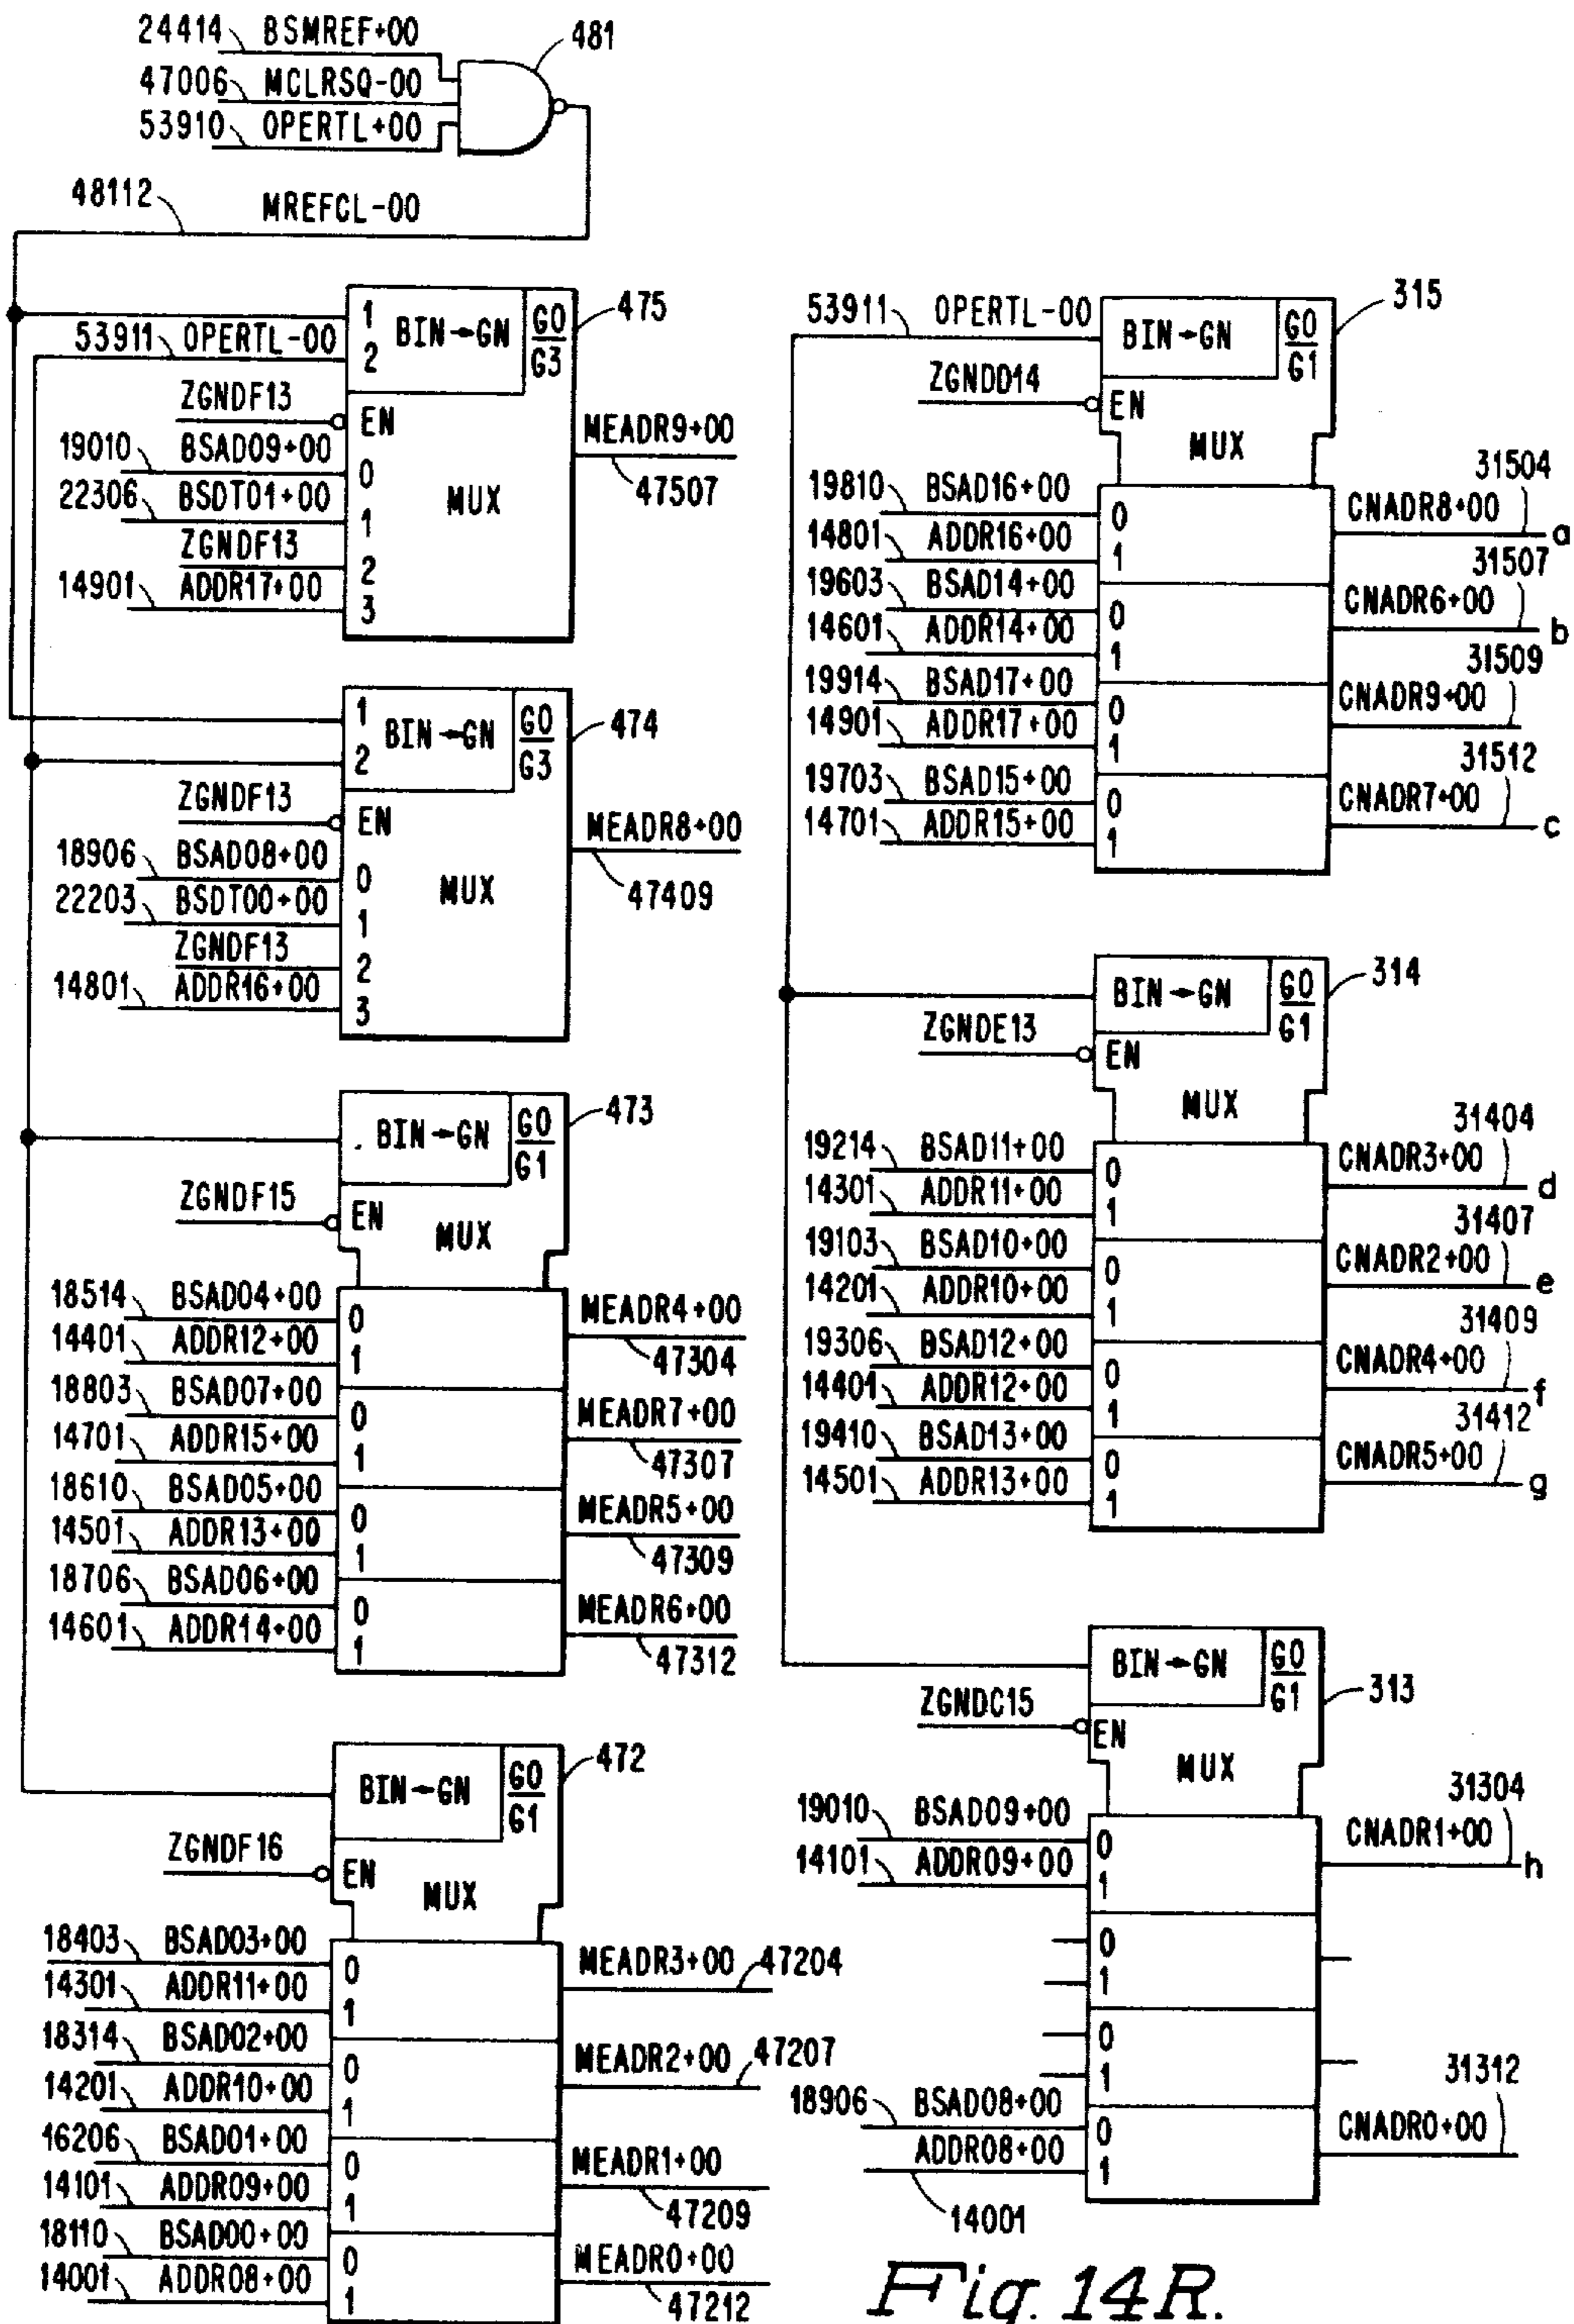 24414 BSMREF+00 481
47006 MCLRSQ-00
53910 OPERTL+00
48112 MREFCL-00
1 BIN→GN G0 475
53911 OPERTL-00 2 G3
ZGNDF13 EN
19010 BSAD09+00 0 MEADR9+00
22306 BSDT01+00 1 MUX 47507
ZGNDF13 2
14901 ADDR17+00 3
1 BIN→GN G0 474
2 G3
ZGNDF13 EN
18906 BSAD08+00 0 MEADR8+00
22203 BSDT00+00 1 MUX 47409
ZGNDF13 2
14801 ADDR16+00 3
BIN→GN G0 473
G1
ZGNDF15 EN
MUX
18514 BSAD04+00 0 MEADR4+00
14401 ADDR12+00 1 47304
18803 BSAD07+00 0 MEADR7+00
14701 ADDR15+00 1 47307
18610 BSAD05+00 0 MEADR5+00
14501 ADDR13+00 1 47309
18706 BSAD06+00 0 MEADR6+00
14601 ADDR14+00 1 47312
BIN→GN G0 472
G1
ZGNDF16 EN
MUX
18403 BSAD03+00 0 MEADR3+00 47204
14301 ADDR11+00 1
18314 BSAD02+00 0 MEADR2+00 47207
14201 ADDR10+00 1
16206 BSAD01+00 0 MEADR1+00
14101 ADDR09+00 1 47209
18110 BSAD00+00 0 MEADR0+00
14001 ADDR08+00 1 47212
53911 OPERTL-00 BIN→GN G0 315
G1
ZGNDD14 EN
MUX
31504
19810 BSAD16+00 0 CNADR8+00 a
14801 ADDR16+00 1 31507
19603 BSAD14+00 0 CNADR6+00 b
14601 ADDR14+00 1 31509
19914 BSAD17+00 0 CNADR9+00
14901 ADDR17+00 1 31512
19703 BSAD15+00 0 CNADR7+00 c
14701 ADDR15+00 1
BIN→GN G0 314
G1
ZGNDE13 EN
MUX
31404
19214 BSAD11+00 0 CNADR3+00 d
14301 ADDR11+00 1 31407
19103 BSAD10+00 0 CNADR2+00 e
14201 ADDR10+00 1 31409
19306 BSAD12+00 0 CNADR4+00 f
14401 ADDR12+00 1 31412
19410 BSAD13+00 0 CNADR5+00 g
14501 ADDR13+00 1
BIN→GN G0 313
G1
ZGNDC15 EN
MUX
31304
19010 BSAD09+00 0 CNADR1+00 h
14101 ADDR09+00 1
0
1
0
1
31312
18906 BSAD08+00 0 CNADR0+00
ADDR08+00 1
14001
Fig. 14R.